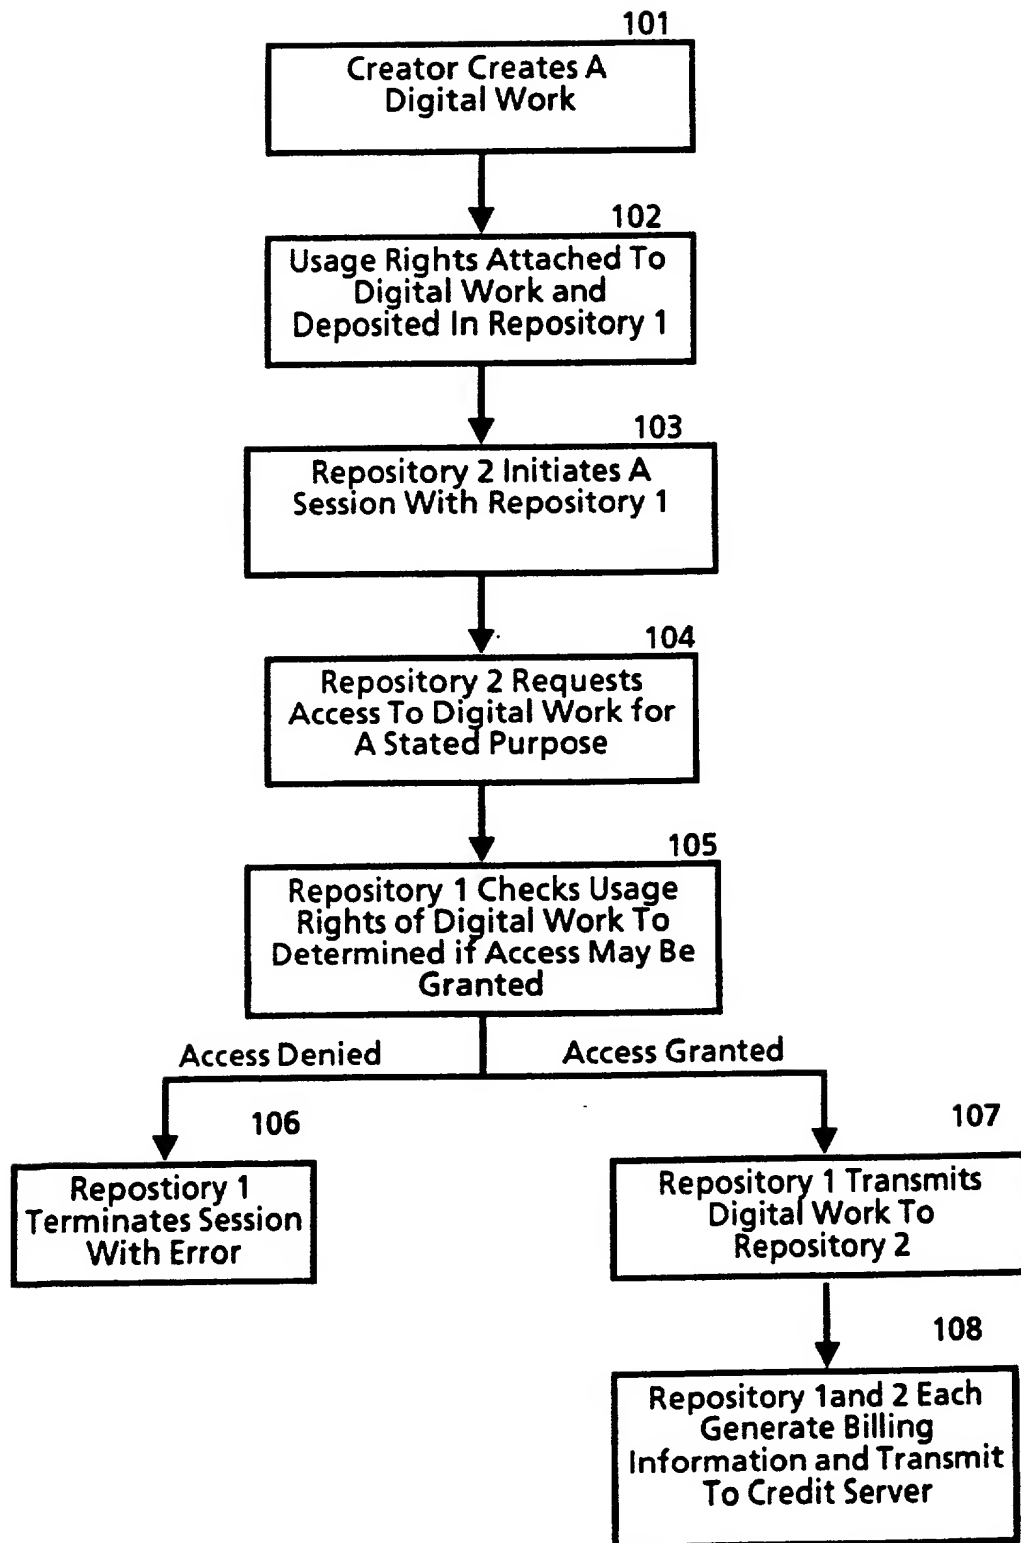 101
Creator Creates A
Digital Work
102
Usage Rights Attached To
Digital Work and
Deposited In Repository 1
103
Repository 2 Initiates A
Session With Repository 1
104
Repository 2 Requests
Access To Digital Work for
A Stated Purpose
105
Repository 1 Checks Usage
Rights of Digital Work To
Determined if Access May Be
Granted
Access Denied
Access Granted
106
Repostiory 1
Terminates Session
With Error
107
Repository 1 Transmits
Digital Work To
Repository 2
108
Repository 1and 2 Each
Generate Billing
Information and Transmit
To Credit Server